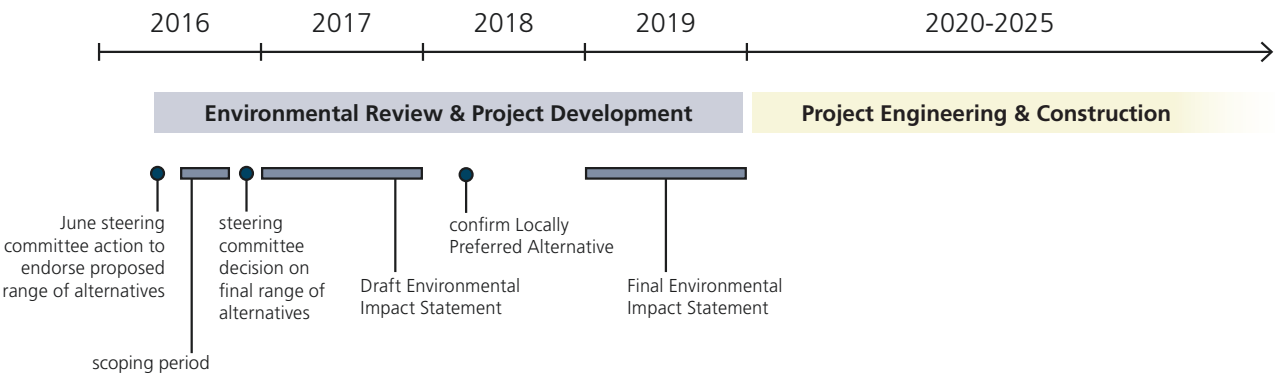 2016
2017
2018
2019
2020-2025
Environmental Review & Project Development
Project Engineering & Construction
June steering
committee action to
endorse proposed
range of alternatives
scoping period
steering
committee
decision on
final range of
alternatives
Draft Environmental
Impact Statement
confirm Locally
Preferred Alternative
Final Environmental
Impact Statement